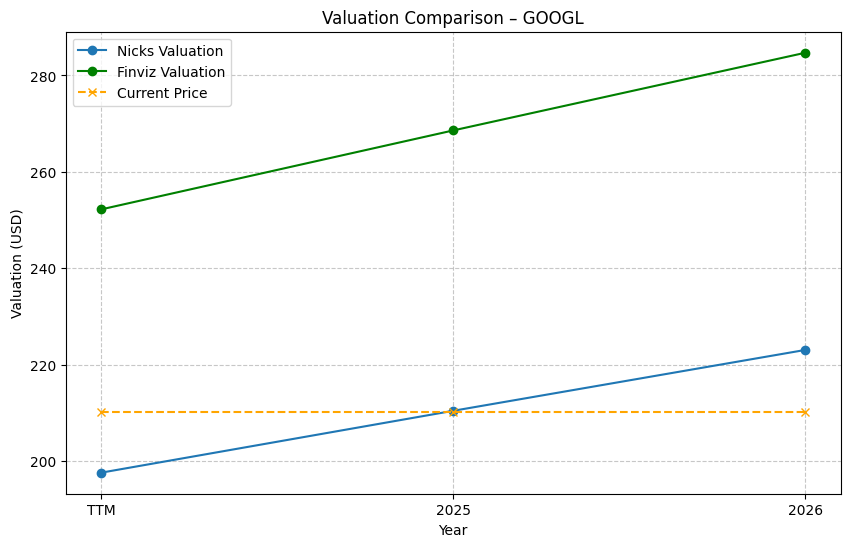 Valuation Comparison – GOOGL
Nicks Valuation
Finviz Valuation
Current Price
Valuation (USD)
280
260
240
220
200
TTM
2025
2026
Year